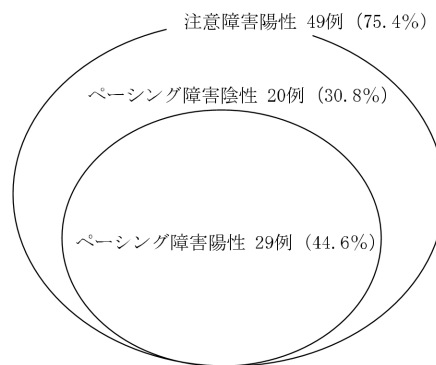 注意障害陽性 49例(75.4%)
ペーシング障害陰性 20例(30.8%)
ペーシング障害陽性 29例(44.6%)